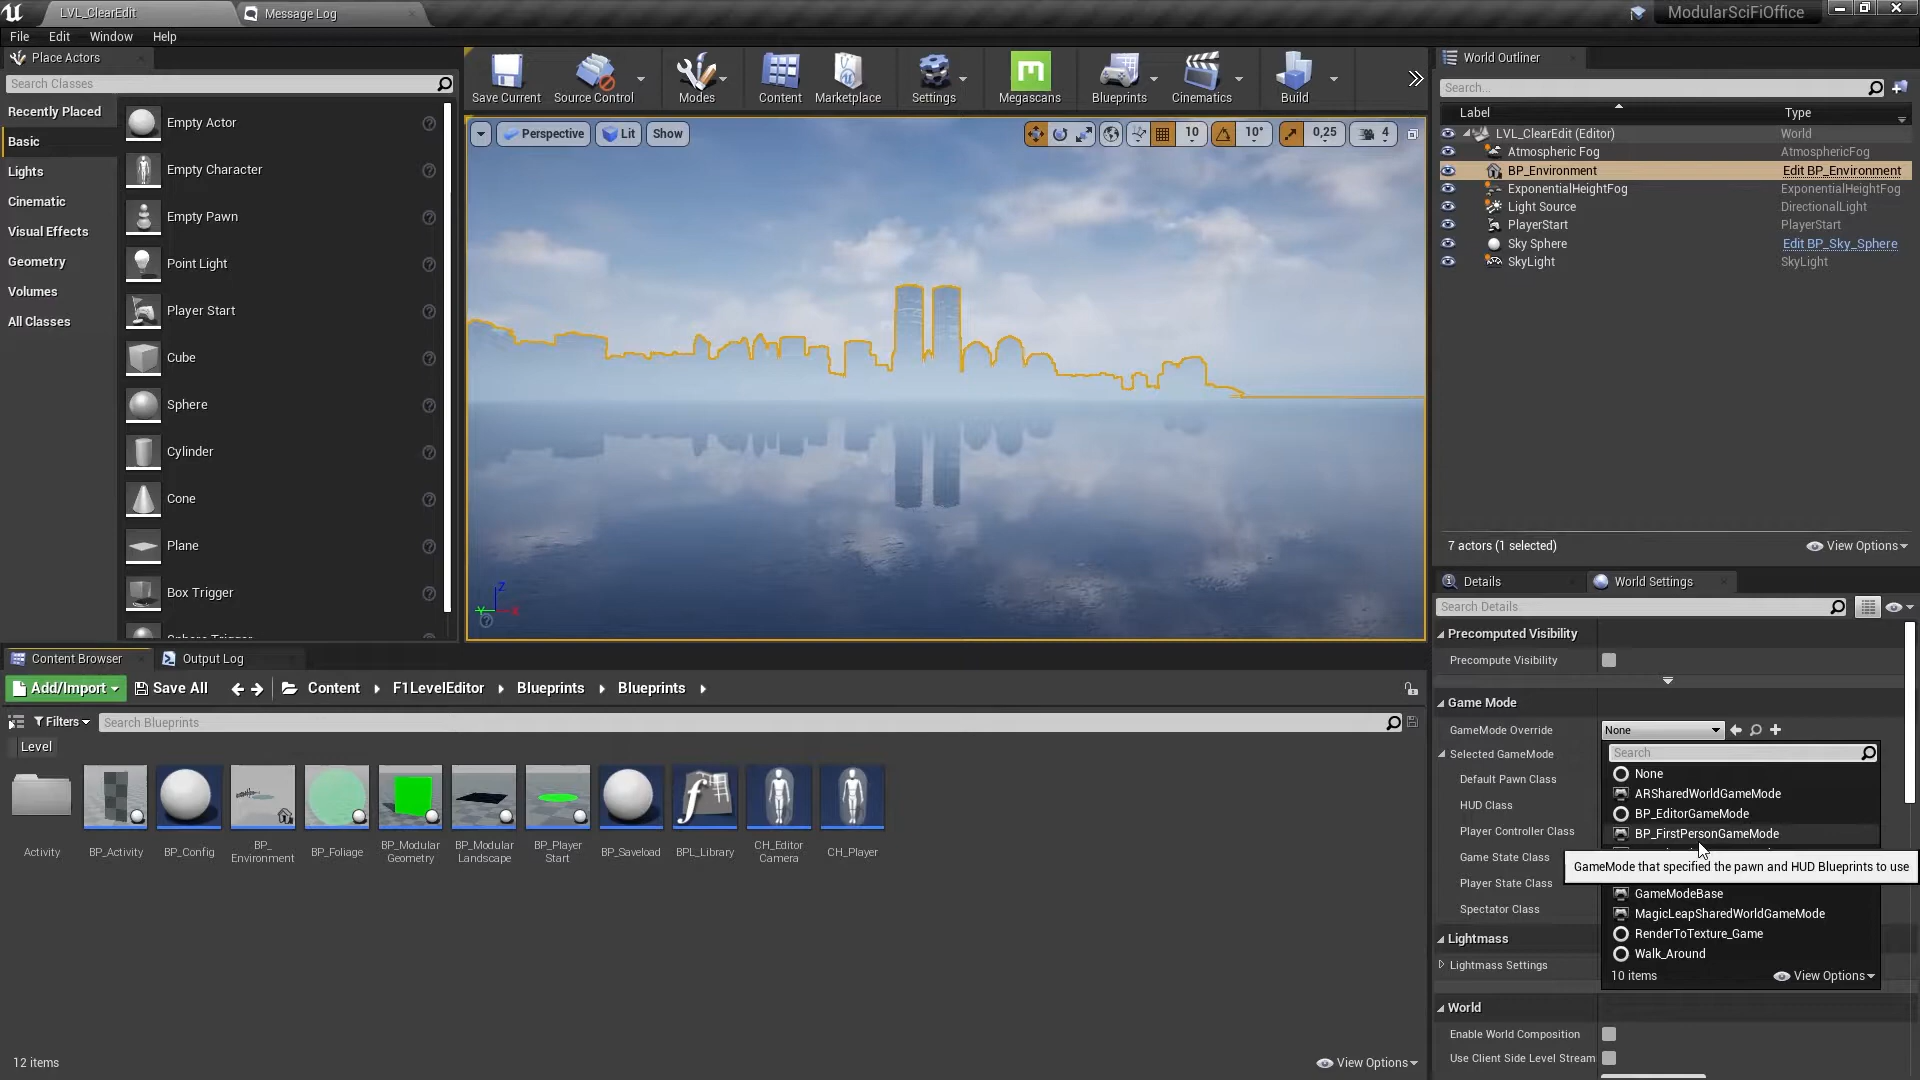 LVL_ClearEdit
Message Log
ModularSciFiOffice
File Edit Window Help
Place Actors
Search Classes
Recently Placed
Basic
Lights
Cinematic
Visual Effects
Geometry
Volumes
All Classes
Empty Actor
Empty Character
Empty Pawn
Point Light
Player Start
Cube
Sphere
Cylinder
Cone
Plane
Box Trigger
Sphere Trigger
Save Current
Source Control
Modes
Content
Marketplace
Settings
Megascans
Blueprints
Cinematics
Build
Perspective
Lit
Show
10
10°
0,25
4
Z
Y
X
World Outliner
Search...
Label Type
LVL_ClearEdit (Editor) World
Atmospheric Fog AtmosphericFog
BP_Environment Edit BP_Environment
ExponentialHeightFog ExponentialHeightFog
Light Source DirectionalLight
PlayerStart PlayerStart
Sky Sphere Edit BP_Sky_Sphere
SkyLight SkyLight
7 actors (1 selected)
View Options
Details
World Settings
Search Details
Precomputed Visibility
Precompute Visibility
Game Mode
GameMode Override None
Selected GameMode
Default Pawn Class
HUD Class
Player Controller Class
Game State Class
Player State Class
Spectator Class
Lightmass
Lightmass Settings
World
Enable World Composition
Use Client Side Level Stream
Search
None
ARSharedWorldGameMode
BP_EditorGameMode
BP_FirstPersonGameMode
GameMode that specified the pawn and HUD Blueprints to use
GameModeBase
MagicLeapSharedWorldGameMode
RenderToTexture_Game
Walk_Around
10 items
View Options
Content Browser
Output Log
Add/Import
Save All
Content
F1LevelEditor
Blueprints
Blueprints
Filters
Search Blueprints
Level
Activity
BP_Activity
BP_Config
BP_
Environment
BP_Foliage
BP_Modular
Geometry
BP_Modular
Landscape
BP_Player
Start
BP_Saveload
BPL_Library
CH_Editor
Camera
CH_Player
12 items
View Options